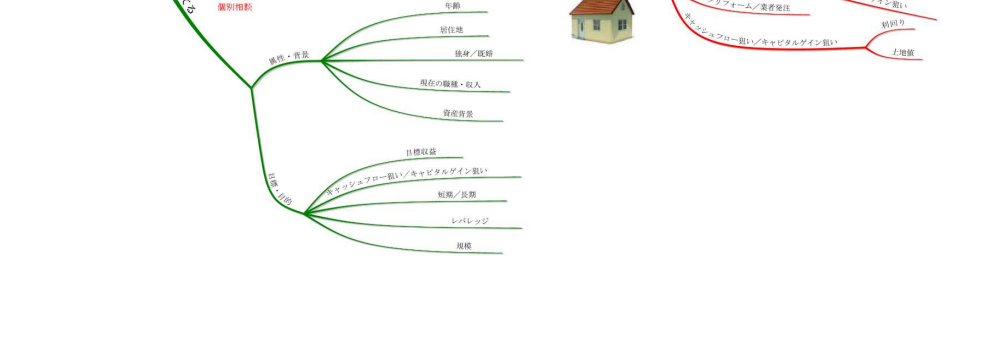 個別相談
属性・背景
年齢
居住地
独身／既婚
現在の職種・収入
資産背景
目標・目的
目標収益
キャッシュフロー狙い／キャピタルゲイン狙い
短期／長期
レバレッジ
規模
リフォーム／業者発注
イン狙い
キャッシュフロー狙い／キャピタルゲイン狙い
利回り
土地値